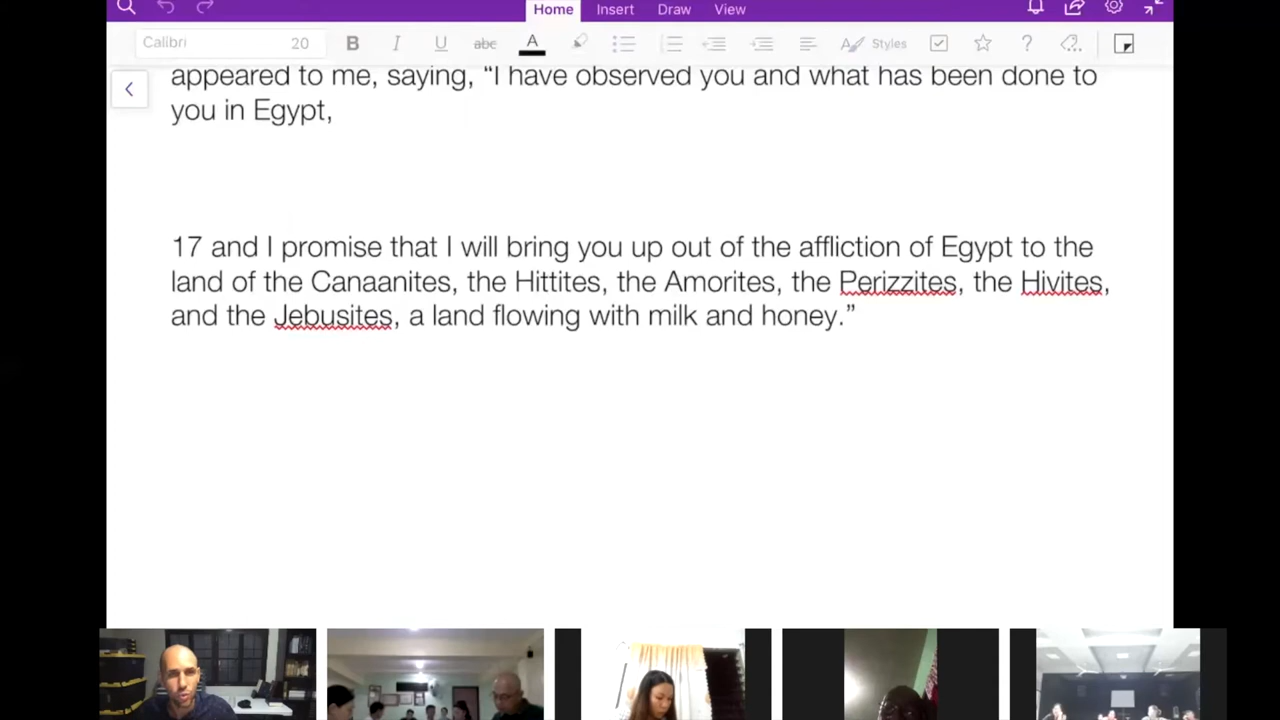 Home Insert Draw View
Calibri 20 B I U abc A Styles ?
appeared to me, saying, “I have observed you and what has been done to
you in Egypt,
17 and I promise that I will bring you up out of the affliction of Egypt to the
land of the Canaanites, the Hittites, the Amorites, the Perizzites, the Hivites,
and the Jebusites, a land flowing with milk and honey.”